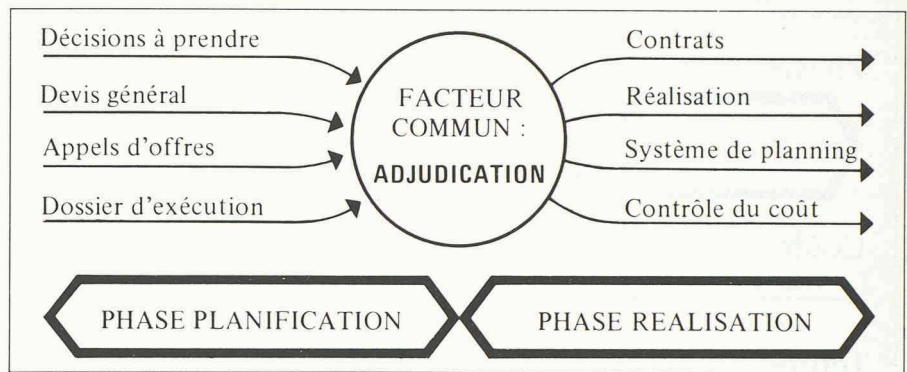 Décisions à prendre
Devis général
Appels d'offres
Dossier d'exécution
FACTEUR
COMMUN :
ADJUDICATION
Contrats
Réalisation
Système de planning
Contrôle du coût
PHASE PLANIFICATION
PHASE REALISATION